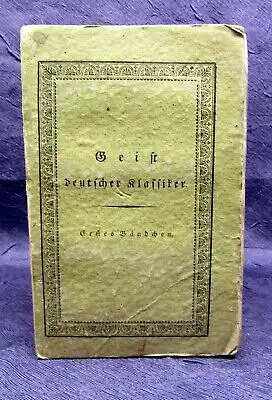 Geist
deutscher Klassiker.
Erstes Bändchen.